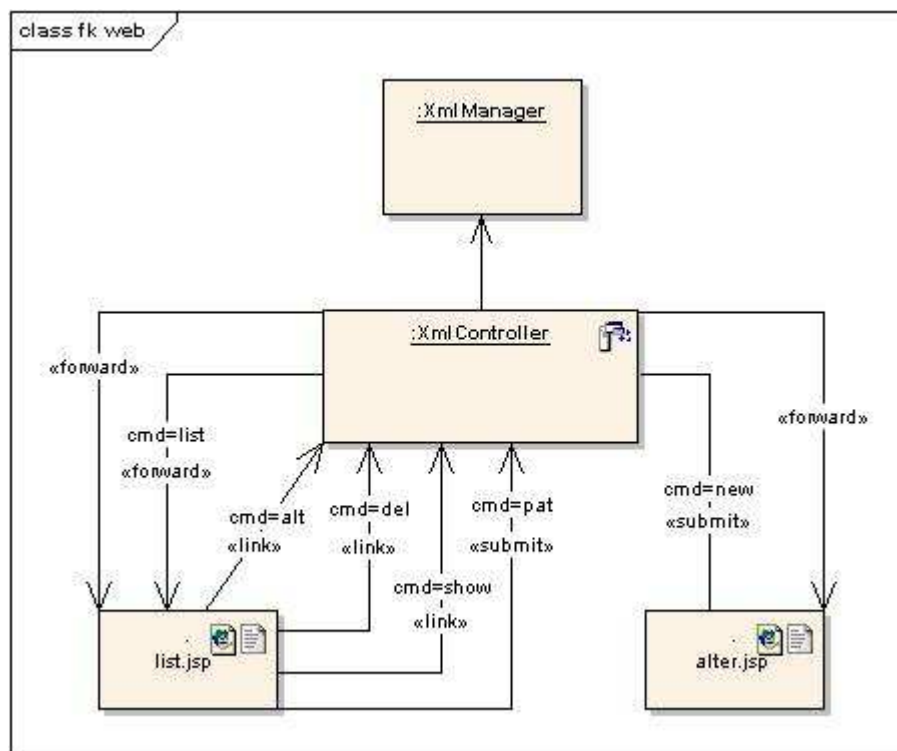 class fk web
:XmlManager
:XmlController
«forward»
«forward»
cmd=list
«forward»
cmd=alt
«link»
cmd=del
«link»
cmd=show
«link»
cmd=pat
«submit»
cmd=new
«submit»
list.jsp
alter.jsp